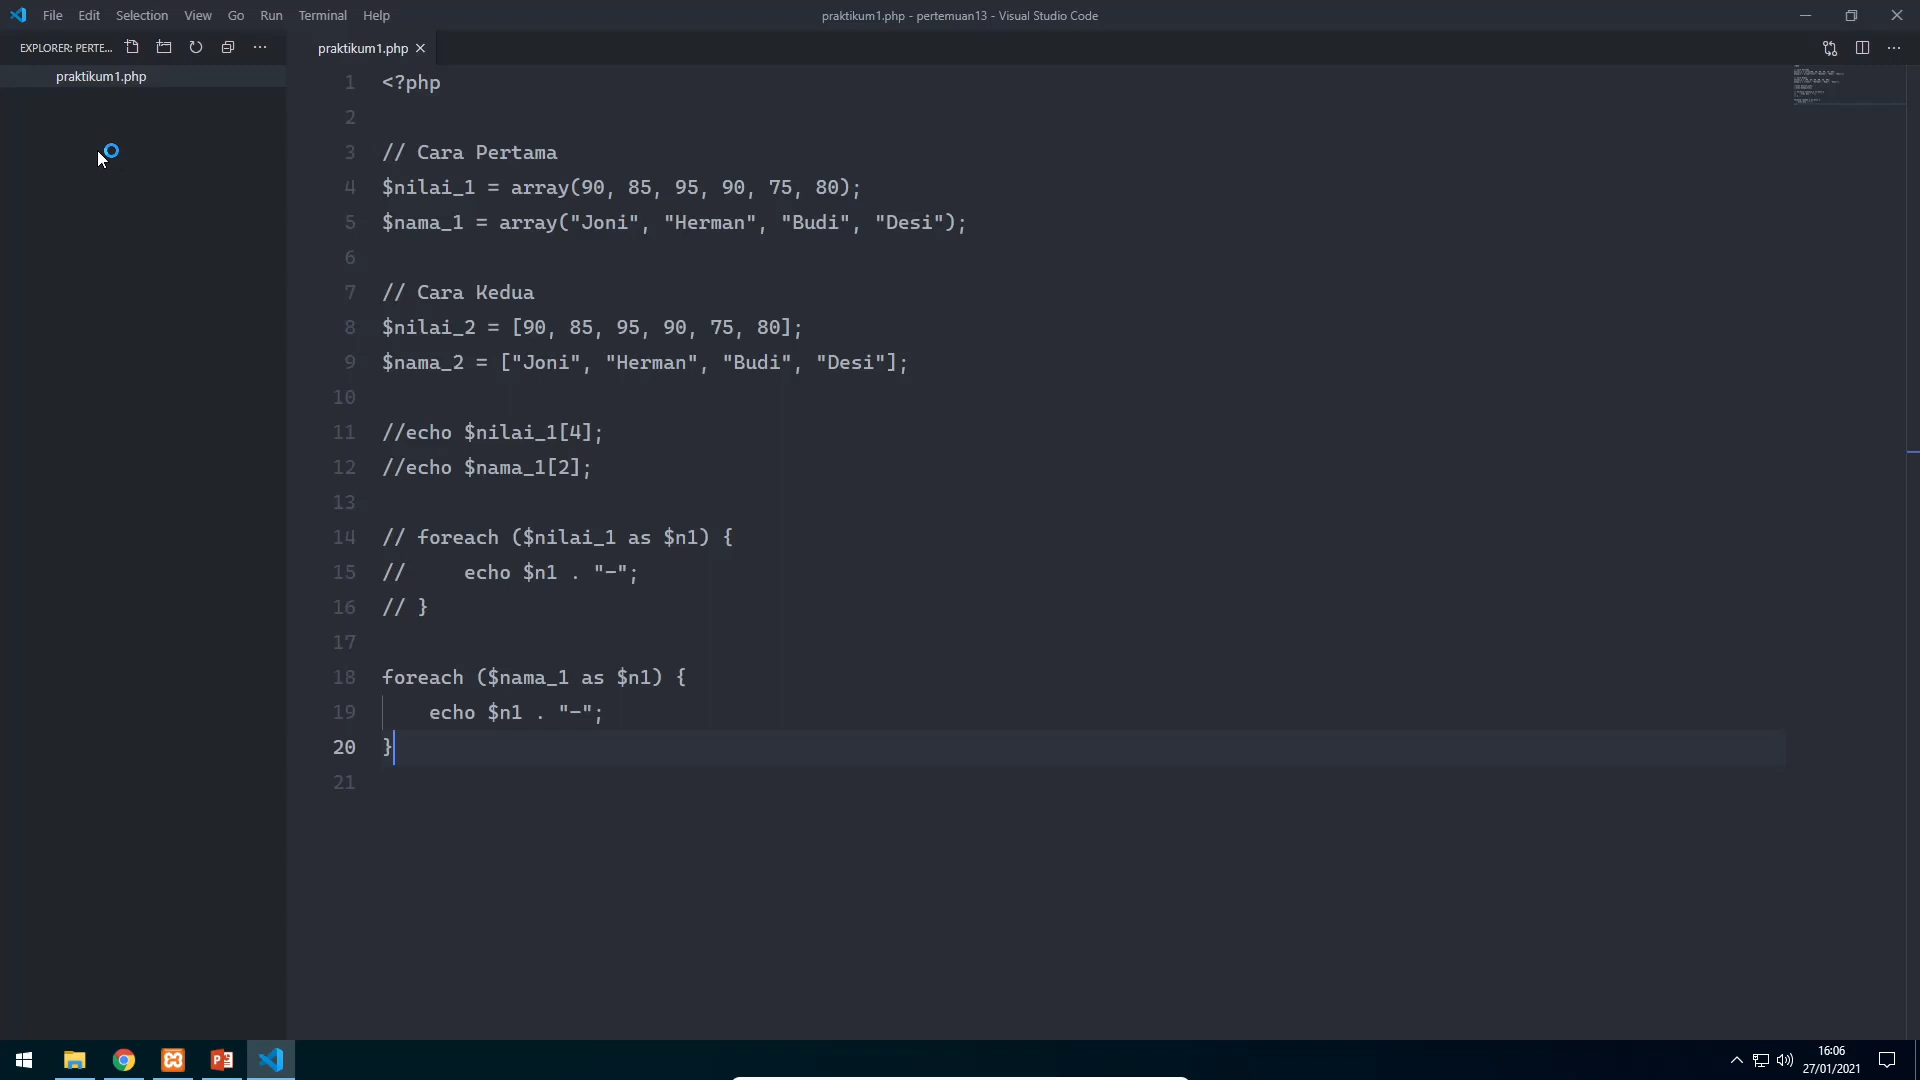 File Edit Selection View Go Run Terminal Help
praktikum1.php - pertemuan13 - Visual Studio Code
EXPLORER: PERTE...
praktikum1.php
praktikum1.php
1 <?php
2
3 // Cara Pertama
4 $nilai_1 = array(90, 85, 95, 90, 75, 80);
5 $nama_1 = array("Joni", "Herman", "Budi", "Desi");
6
7 // Cara Kedua
8 $nilai_2 = [90, 85, 95, 90, 75, 80];
9 $nama_2 = ["Joni", "Herman", "Budi", "Desi"];
10
11 //echo $nilai_1[4];
12 //echo $nama_1[2];
13
14 // foreach ($nilai_1 as $n1) {
15 //     echo $n1 . "-";
16 // }
17
18 foreach ($nama_1 as $n1) {
19     echo $n1 . "-";
20 }
21
16:06
27/01/2021